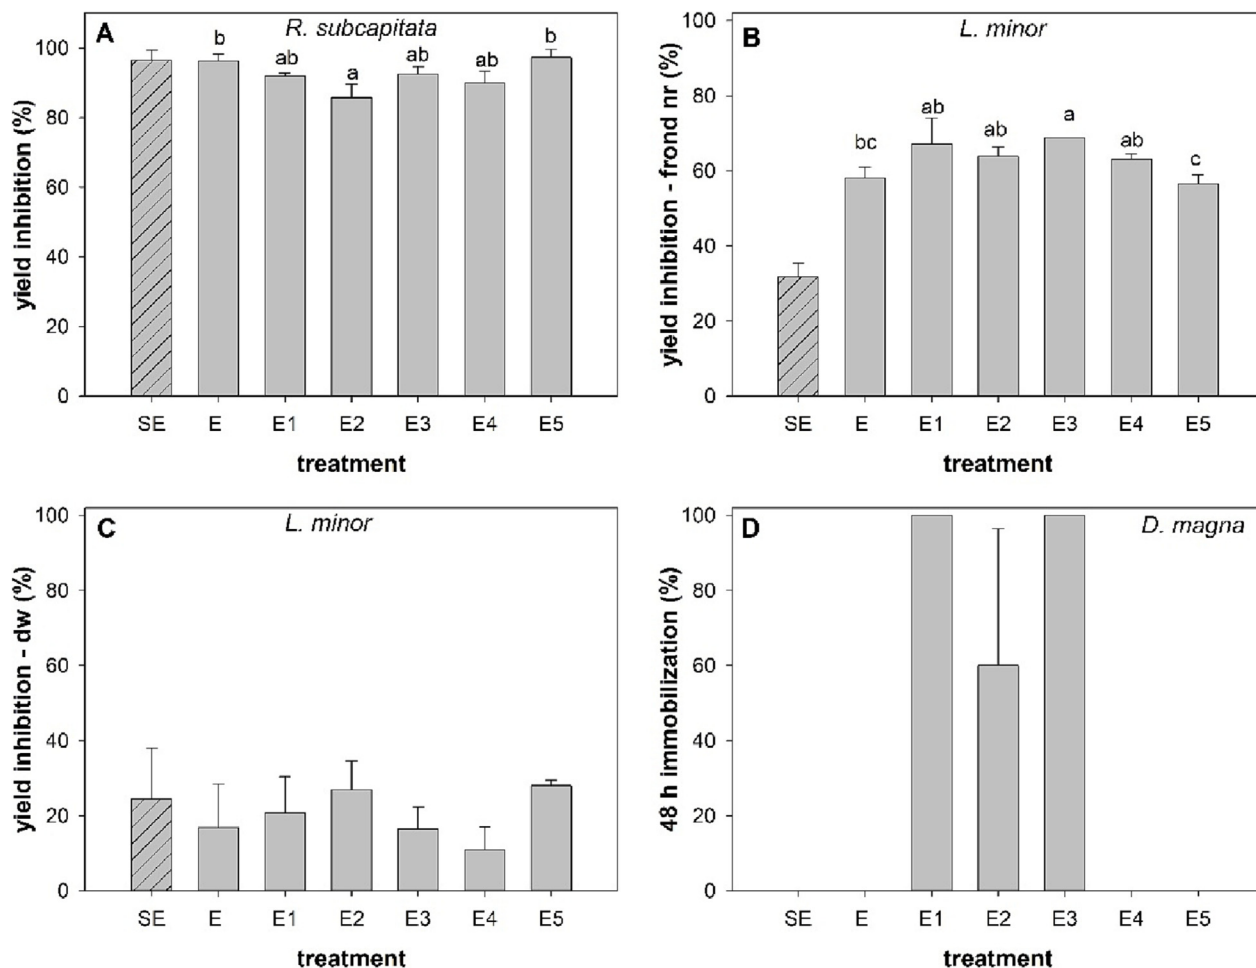 A
R. subcapitata
yield inhibition (%)
100
80
60
40
20
0
b
ab
a
ab
ab
b
SE E E1 E2 E3 E4 E5
treatment
B
L. minor
yield inhibition - frond nr (%)
100
80
60
40
20
0
bc
ab
ab
a
ab
c
SE E E1 E2 E3 E4 E5
treatment
C
L. minor
yield inhibition - dw (%)
100
80
60
40
20
0
SE E E1 E2 E3 E4 E5
treatment
D
D. magna
48 h immobilization (%)
100
80
60
40
20
0
SE E E1 E2 E3 E4 E5
treatment